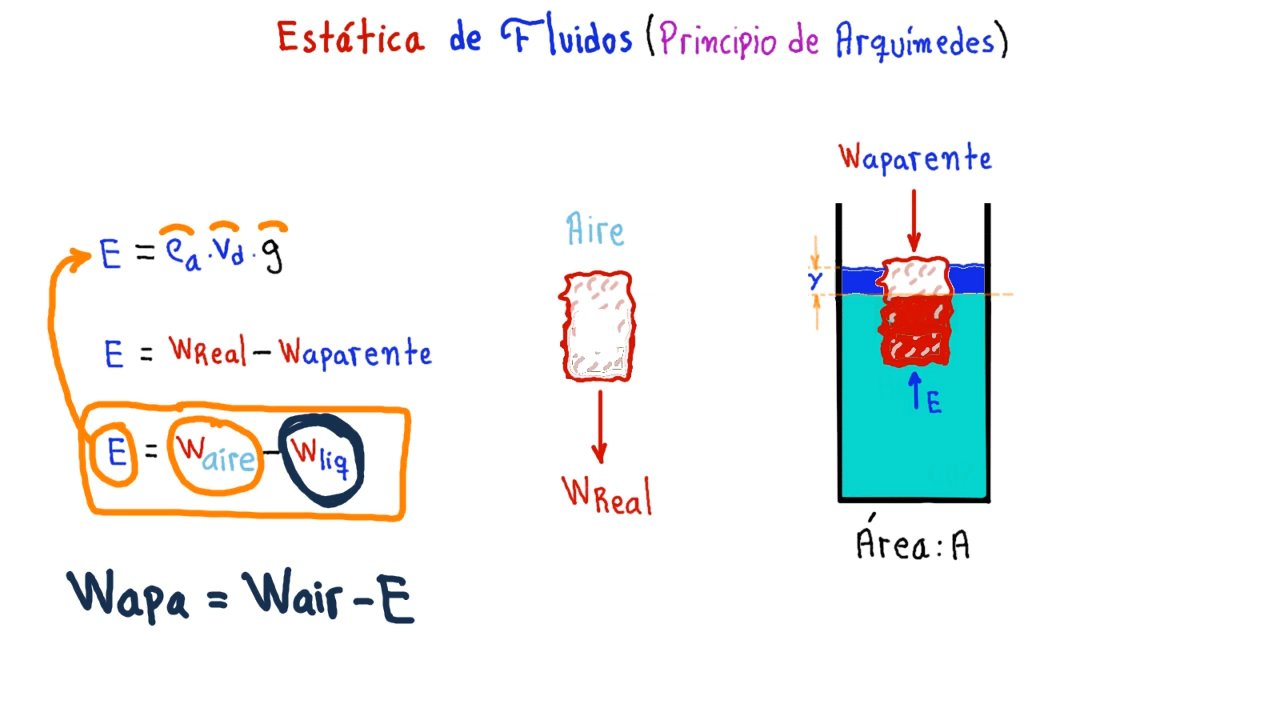 Estática de Fluidos (Principio de Arquímedes)
E = ρa.Vd.g
E = WReal - Waparente
E = Waire - Wliq
Wapa = Wair - E
Aire
WReal
Waparente
Y
E
Área: A